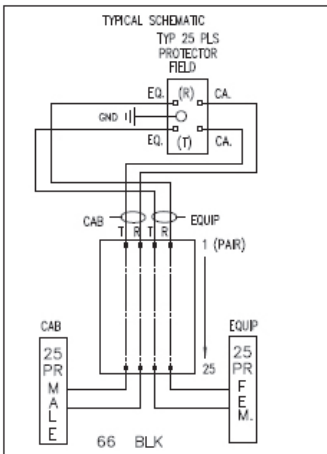 TYPICAL SCHEMATIC
TYP 25 PLS
PROTECTOR
FIELD
EQ. (R) CA.
GND
EQ. (T) CA.
CAB EQUIP
T R T R
1 (PAIR)
25
CAB
25
PR
M
A
L
E
EQUIP
25
PR
F
E
M.
66 BLK